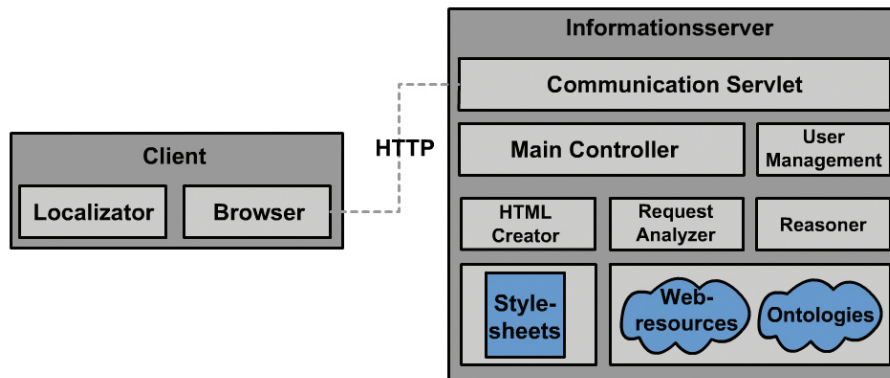 Informationsserver
Communication Servlet
HTTP
Client
Localizator
Browser
Main Controller
User
Management
HTML
Creator
Request
Analyzer
Reasoner
Style-
sheets
Web-
resources
Ontologies